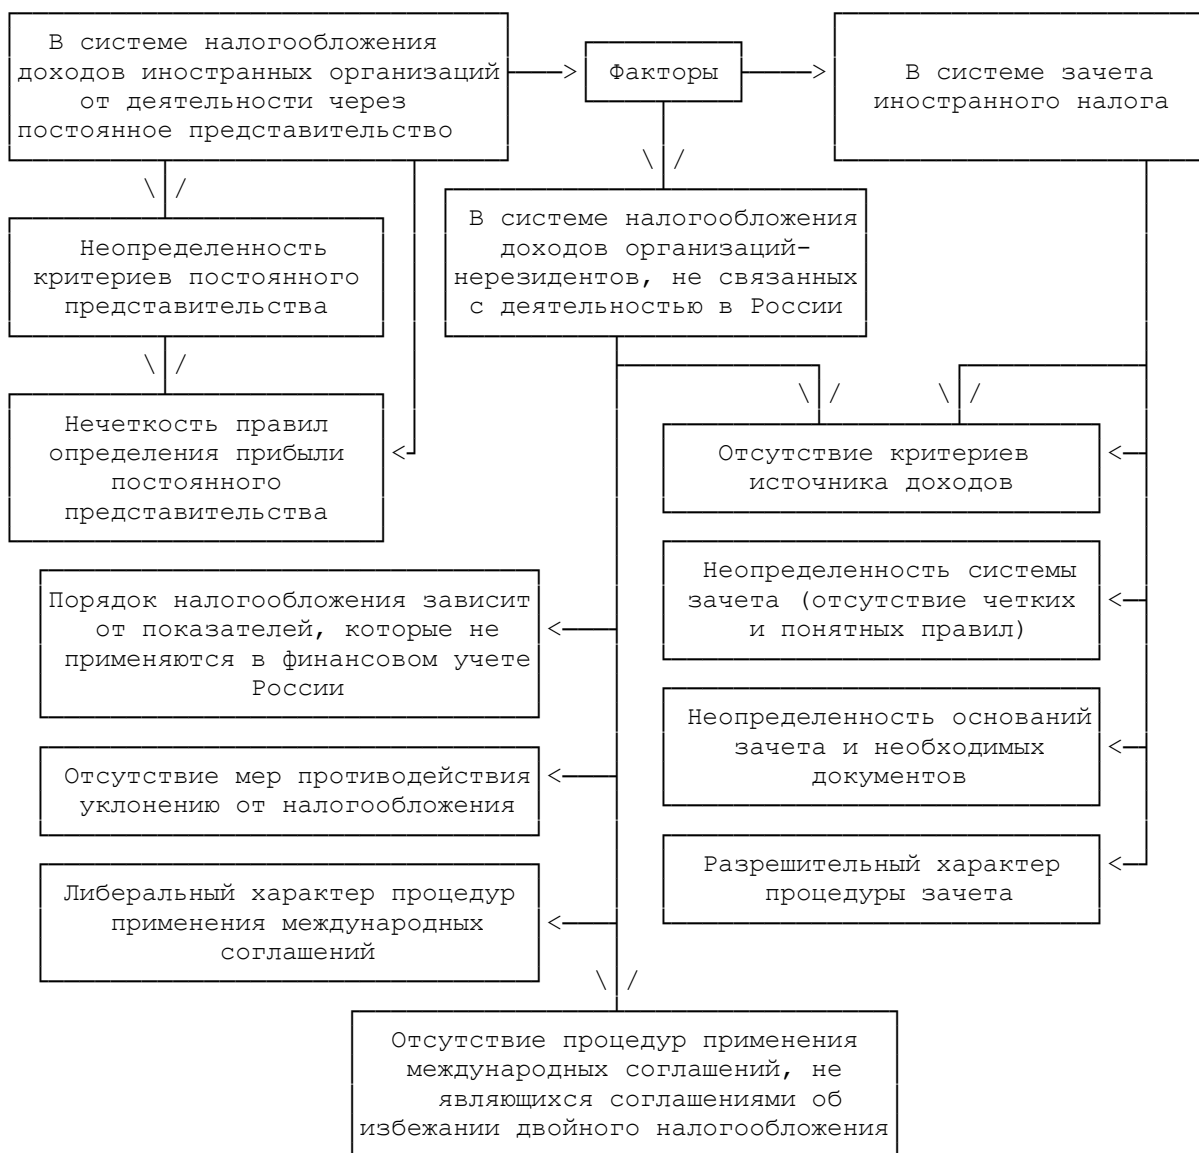 В системе налогообложения
доходов иностранных организаций
от деятельности через
постоянное представительство
Факторы
В системе зачета
иностранного налога
Неопределенность
критериев постоянного
представительства
В системе налогообложения
доходов организаций-
нерезидентов, не связанных
с деятельностью в России
Нечеткость правил
определения прибыли
постоянного
представительства
Отсутствие критериев
источника доходов
Порядок налогообложения зависит
от показателей, которые не
применяются в финансовом учете
России
Неопределенность системы
зачета (отсутствие четких
и понятных правил)
Отсутствие мер противодействия
уклонению от налогообложения
Неопределенность оснований
зачета и необходимых
документов
Либеральный характер процедур
применения международных
соглашений
Разрешительный характер
процедуры зачета
Отсутствие процедур применения
международных соглашений, не
являющихся соглашениями об
избежании двойного налогообложения